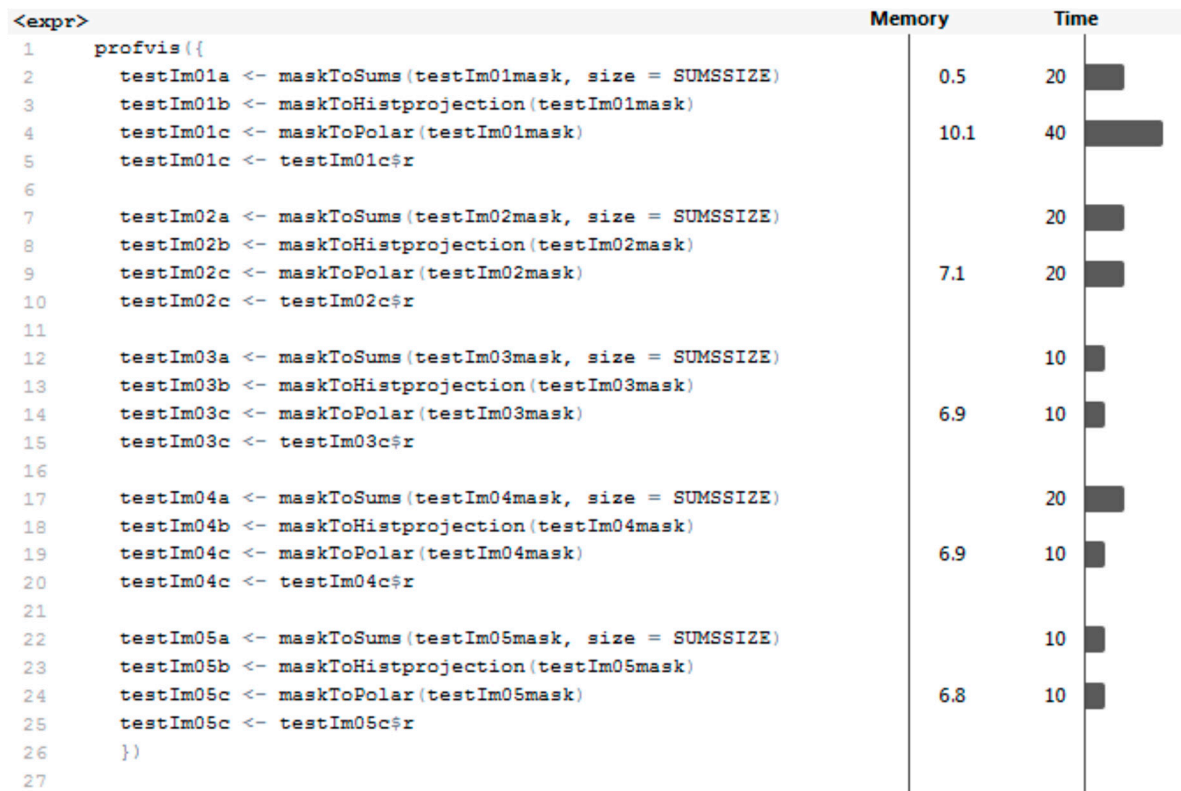 <expr> Memory Time
1 profvis({
2 testIm01a <- maskToSums(testIm01mask, size = SUMSSIZE) 0.5 20
3 testIm01b <- maskToHistprojection(testIm01mask)
4 testIm01c <- maskToPolar(testIm01mask) 10.1 40
5 testIm01c <- testIm01c$r
6
7 testIm02a <- maskToSums(testIm02mask, size = SUMSSIZE) 20
8 testIm02b <- maskToHistprojection(testIm02mask)
9 testIm02c <- maskToPolar(testIm02mask) 7.1 20
10 testIm02c <- testIm02c$r
11
12 testIm03a <- maskToSums(testIm03mask, size = SUMSSIZE) 10
13 testIm03b <- maskToHistprojection(testIm03mask)
14 testIm03c <- maskToPolar(testIm03mask) 6.9 10
15 testIm03c <- testIm03c$r
16
17 testIm04a <- maskToSums(testIm04mask, size = SUMSSIZE) 20
18 testIm04b <- maskToHistprojection(testIm04mask)
19 testIm04c <- maskToPolar(testIm04mask) 6.9 10
20 testIm04c <- testIm04c$r
21
22 testIm05a <- maskToSums(testIm05mask, size = SUMSSIZE) 10
23 testIm05b <- maskToHistprojection(testIm05mask)
24 testIm05c <- maskToPolar(testIm05mask) 6.8 10
25 testIm05c <- testIm05c$r
26 })
27